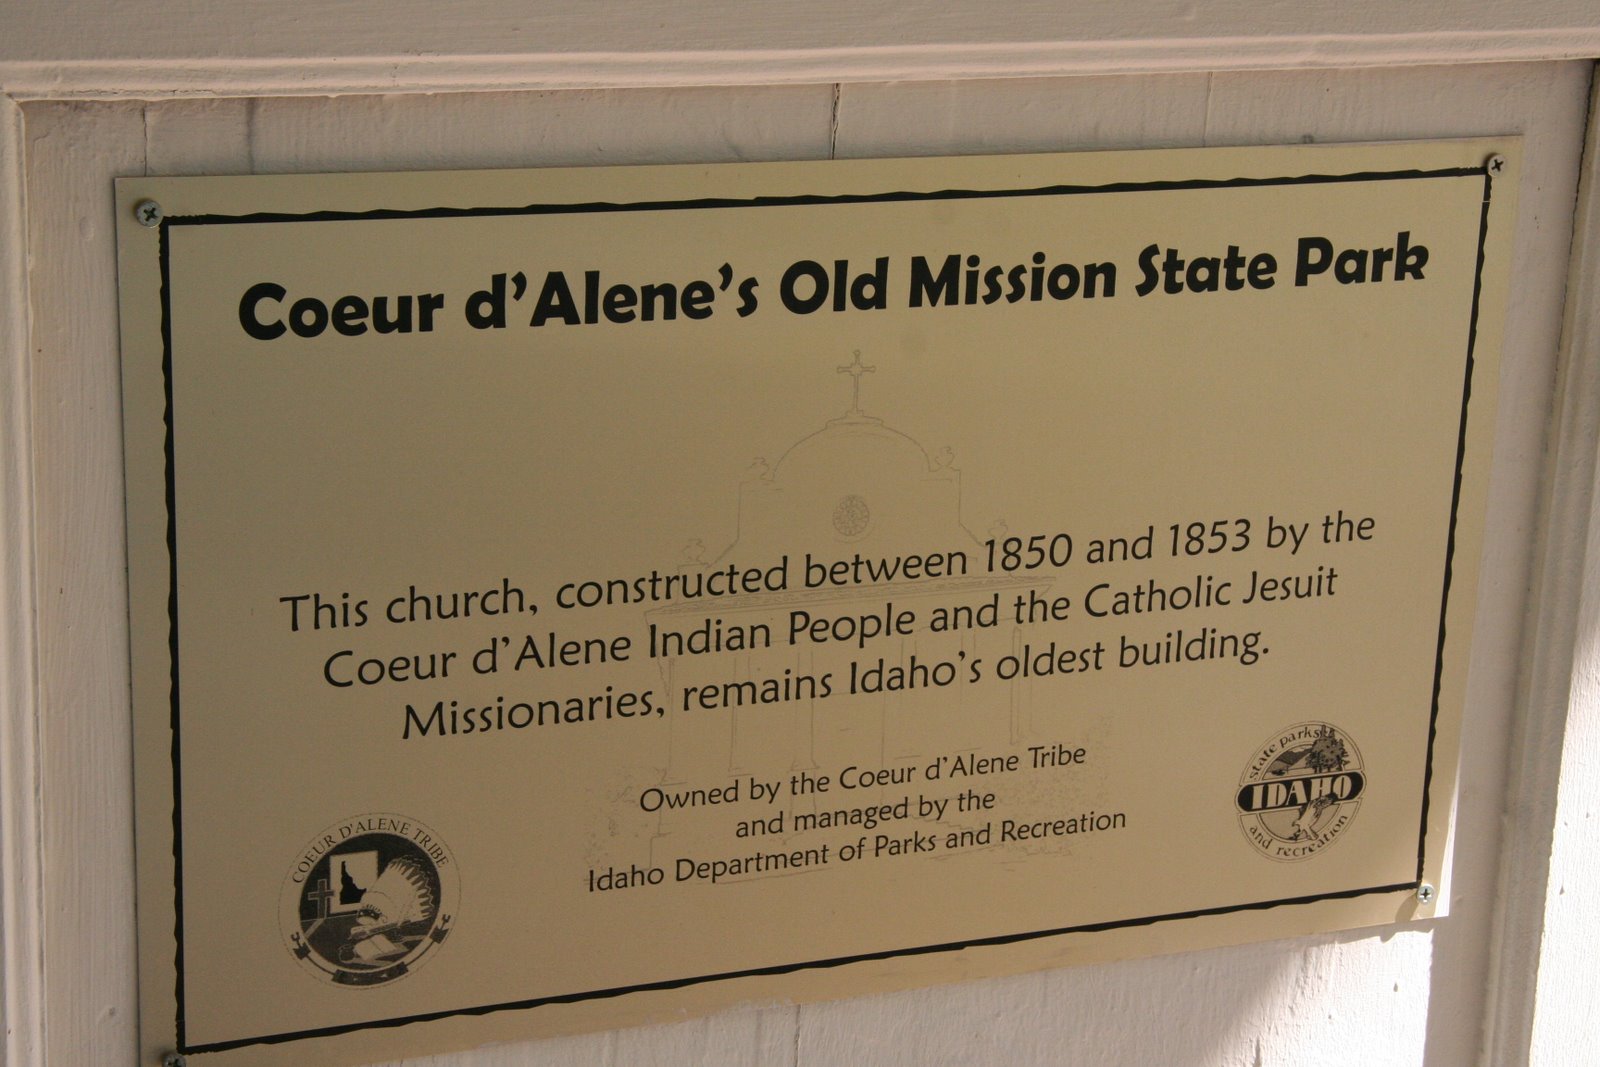 Coeur d'Alene's Old Mission State Park
This church, constructed between 1850 and 1853 by the
Coeur d'Alene Indian People and the Catholic Jesuit
Missionaries, remains Idaho's oldest building.
Owned by the Coeur d'Alene Tribe
and managed by the
Idaho Department of Parks and Recreation
COEUR D'ALENE TRIBE
state parks
IDAHO
and recreation